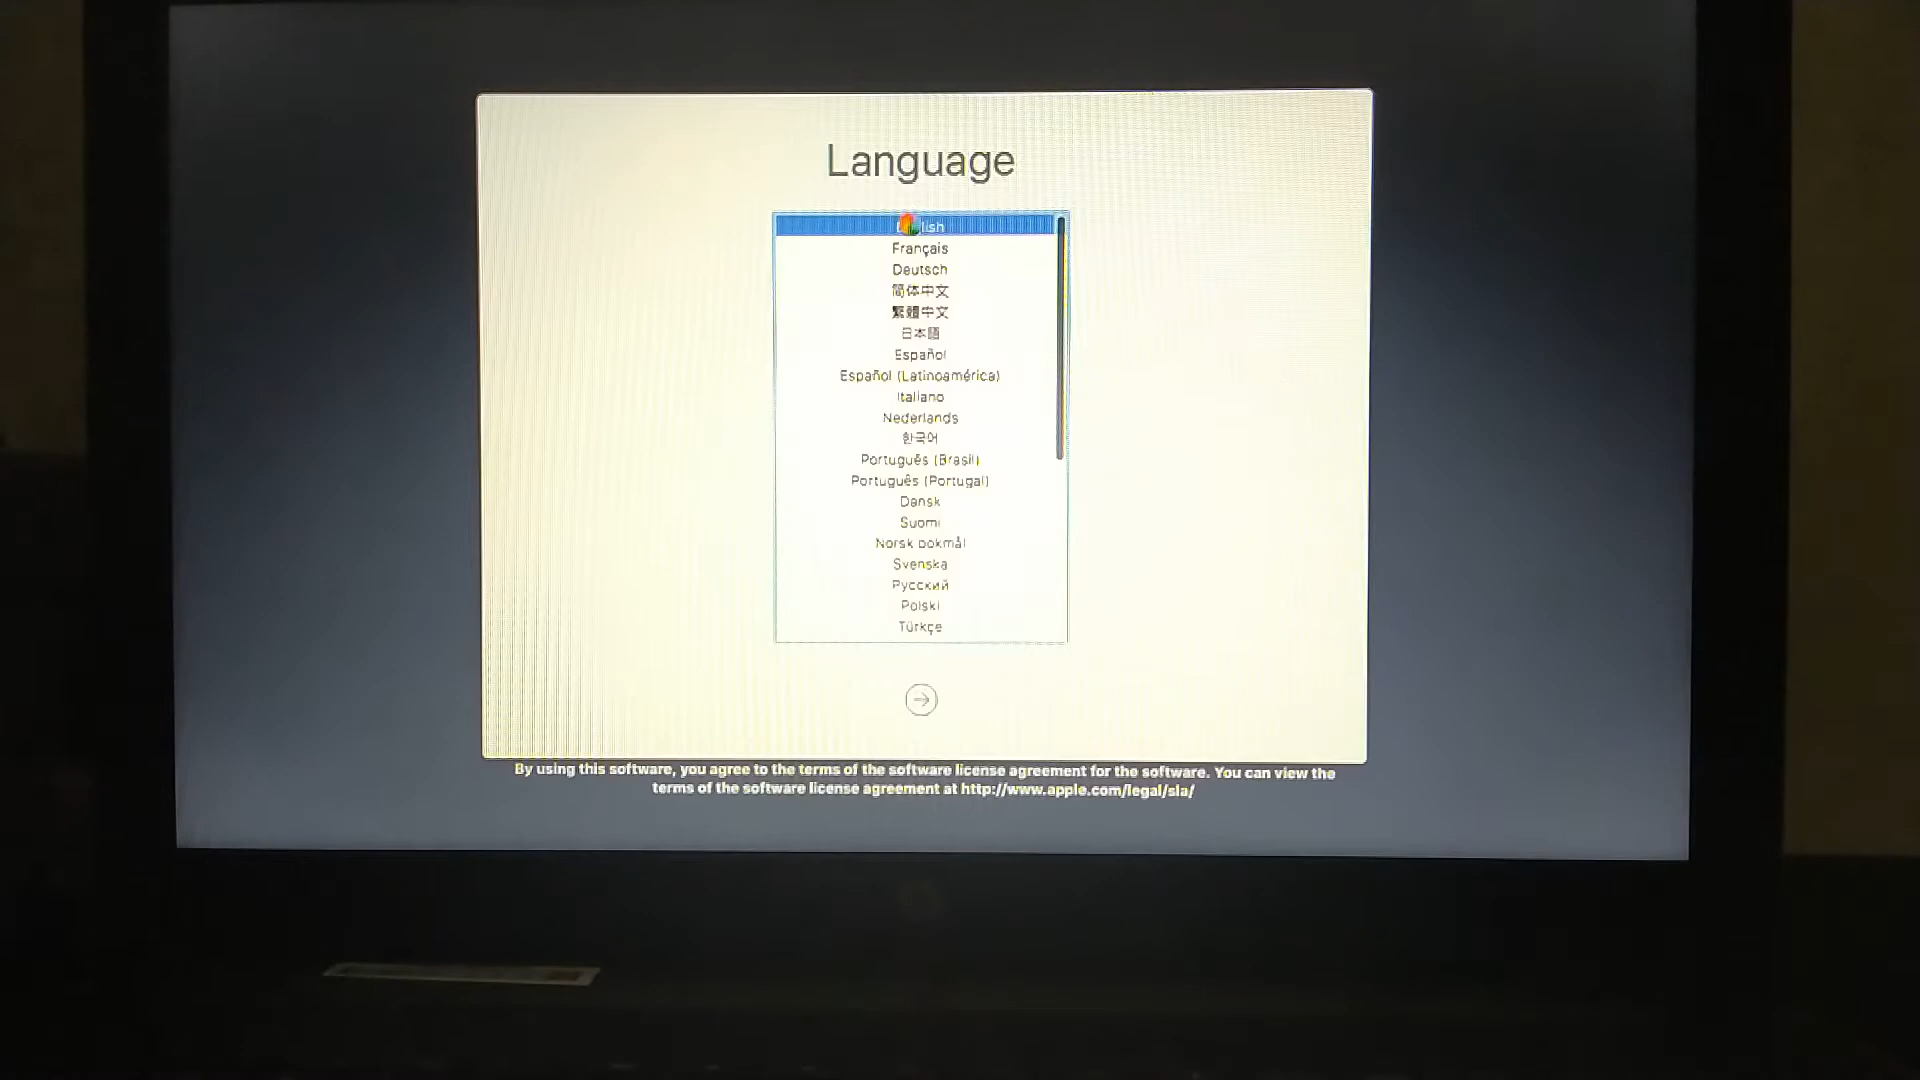 Language
English
Français
Deutsch
简体中文
繁體中文
日本語
Español
Español (Latinoamérica)
Italiano
Nederlands
한국어
Português (Brasil)
Português (Portugal)
Dansk
Suomi
Norsk bokmål
Svenska
Русский
Polski
Türkçe
By using this software, you agree to the terms of the software license agreement for the software. You can view the
terms of the software license agreement at http://www.apple.com/legal/sla/